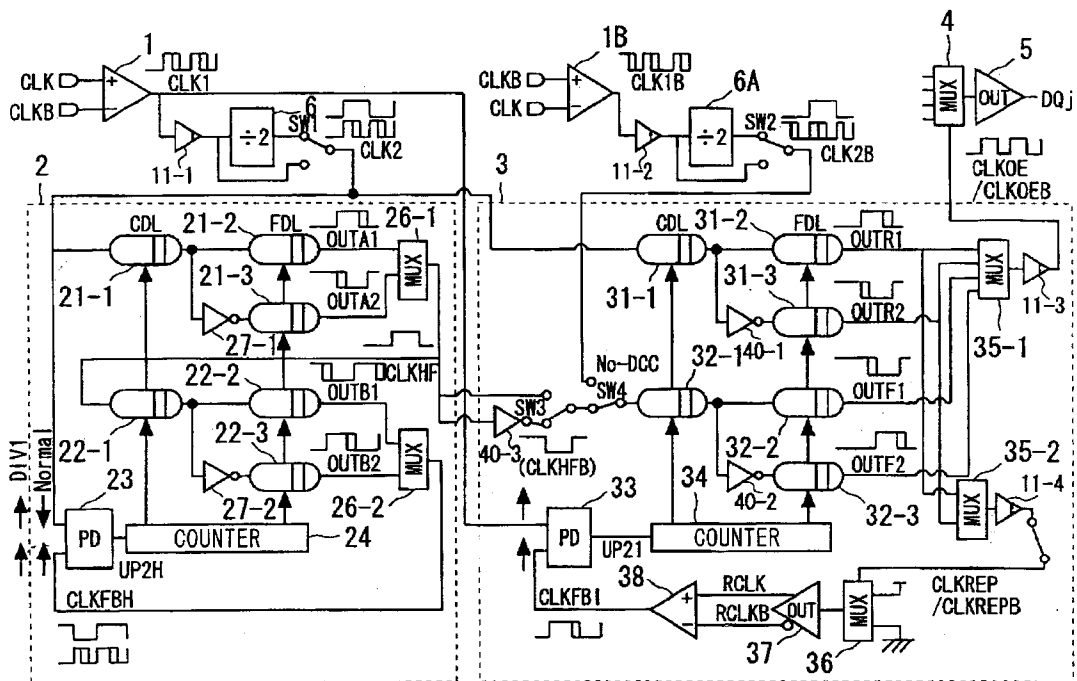 1
CLK
CLKB
CLK1
6
÷2
SW1
CLK2
11-1
1B
CLKB
CLK
CLK1B
6A
÷2
SW2
CLK2B
11-2
4
MUX
5
OUT
DQj
CLKOE
/CLKOEB
2
CDL
21-1
21-2
FDL
OUTA1
26-1
MUX
21-3
OUTA2
27-1
22-2
OUTB1
CLKHF
22-1
22-3
OUTB2
MUX
26-2
27-2
DIV1
Normal
23
PD
UP2H
COUNTER
24
CLKFBH
3
CDL
31-1
31-2
FDL
OUTR1
MUX
11-3
31-3
OUTR2
40-1
35-1
No-DCC
32-1
SW3
SW4
40-3
(CLKHFB)
OUTF1
32-2
OUTF2
35-2
MUX
11-4
40-2
32-3
33
PD
UP21
34
COUNTER
CLKFBI
38
RCLK
RCLKB
OUT
37
MUX
36
CLKREP
/CLKREPB